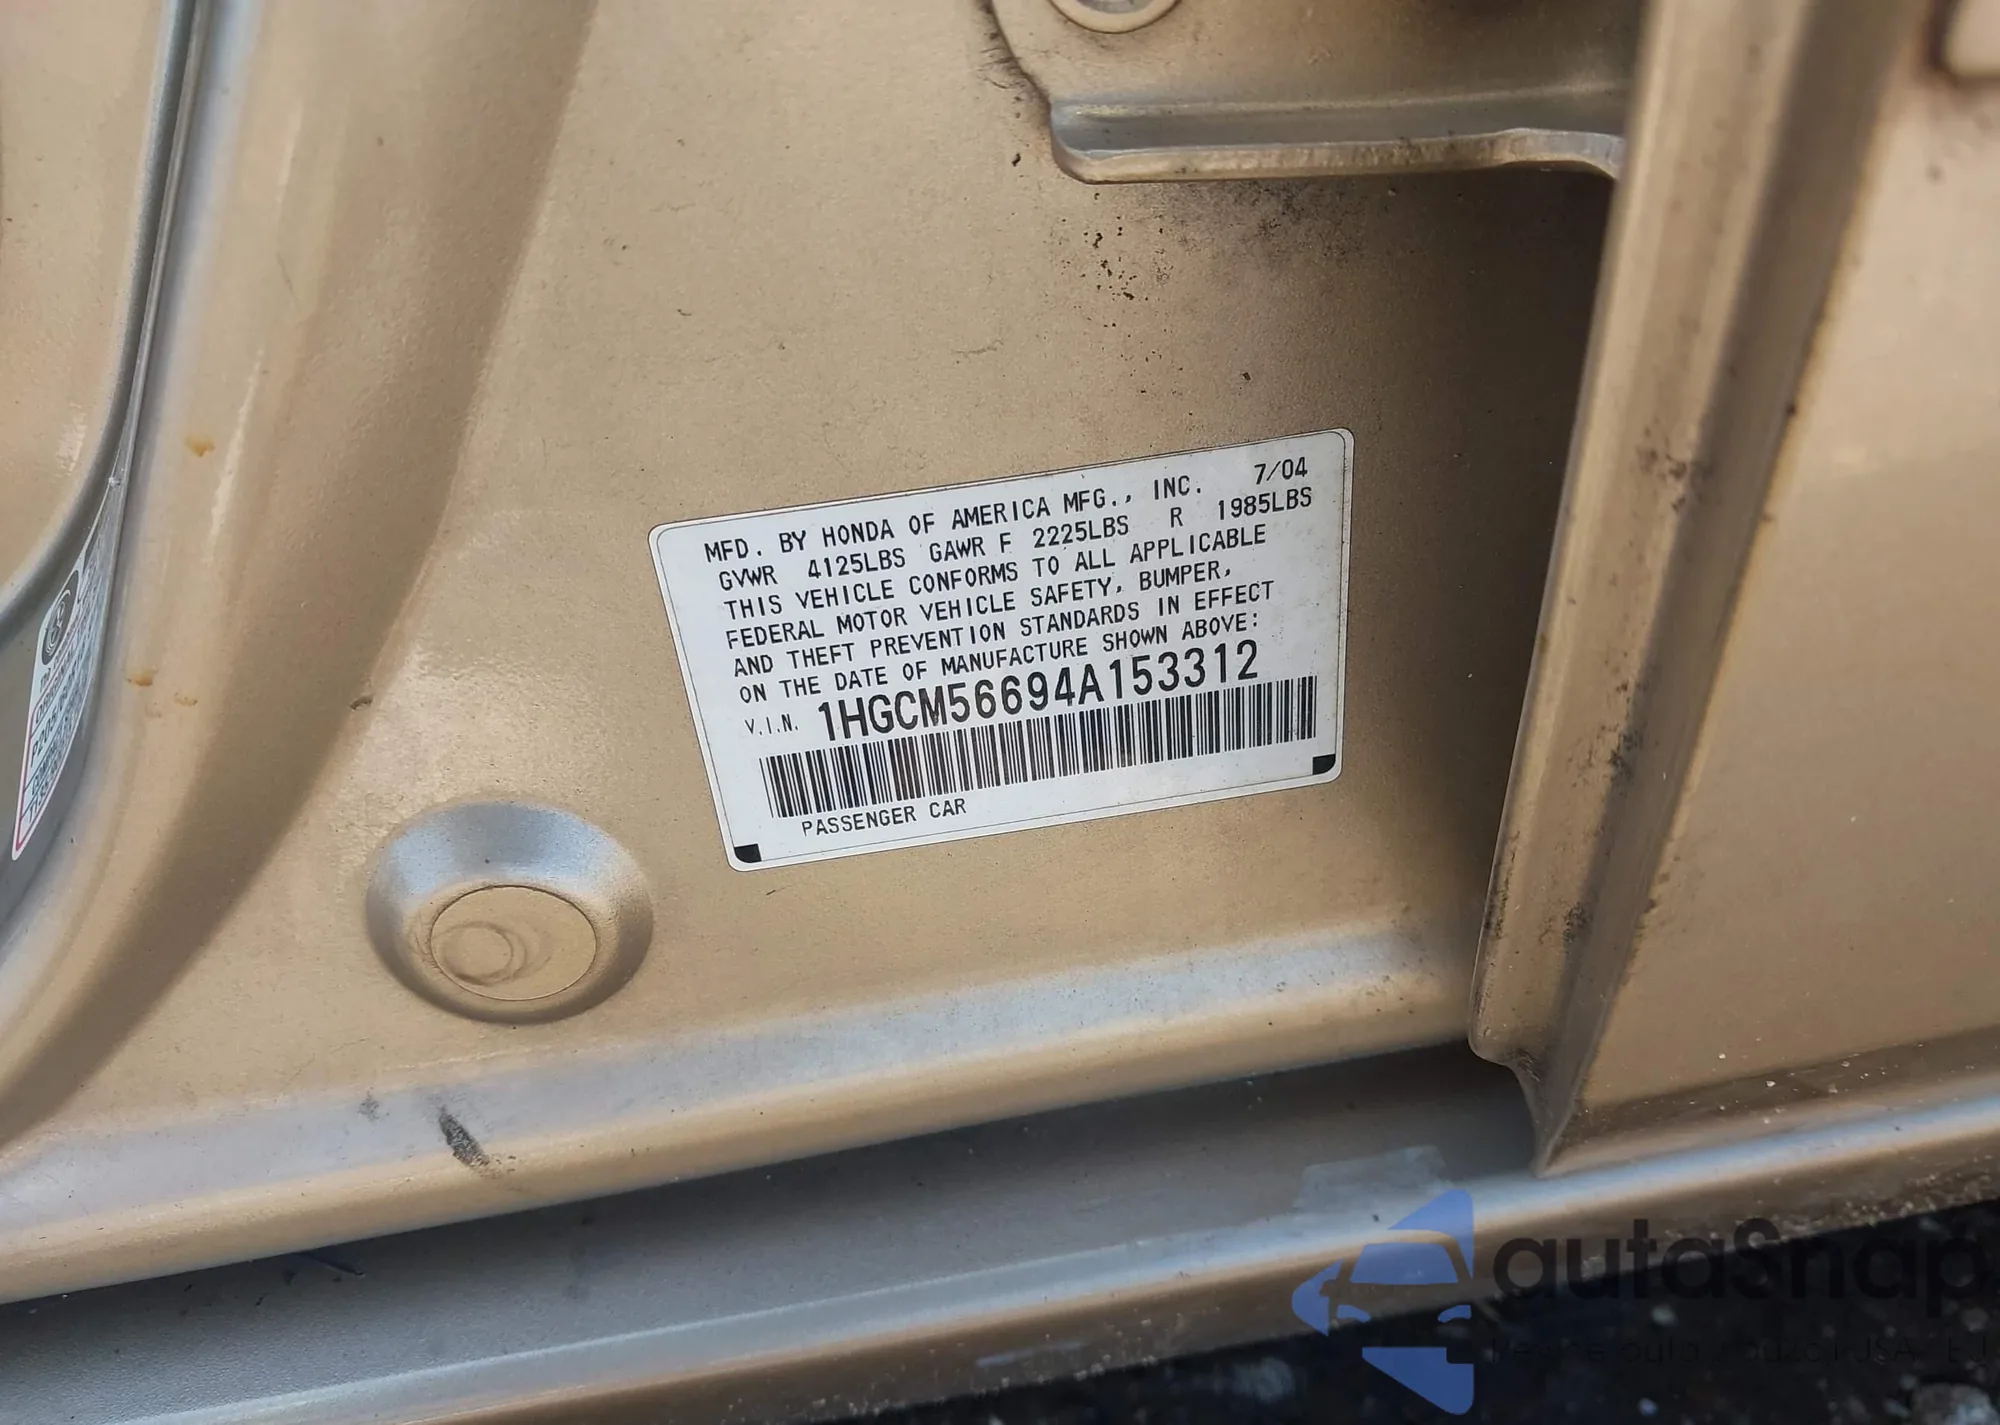 MFD. BY HONDA OF AMERICA MFG., INC. 7/04
GVWR 4125LBS GAWR F 2225LBS R 1985LBS
THIS VEHICLE CONFORMS TO ALL APPLICABLE
FEDERAL MOTOR VEHICLE SAFETY, BUMPER,
AND THEFT PREVENTION STANDARDS IN EFFECT
ON THE DATE OF MANUFACTURE SHOWN ABOVE:
V.I.N. 1HGCM56694A153312
PASSENGER CAR
autaSnap